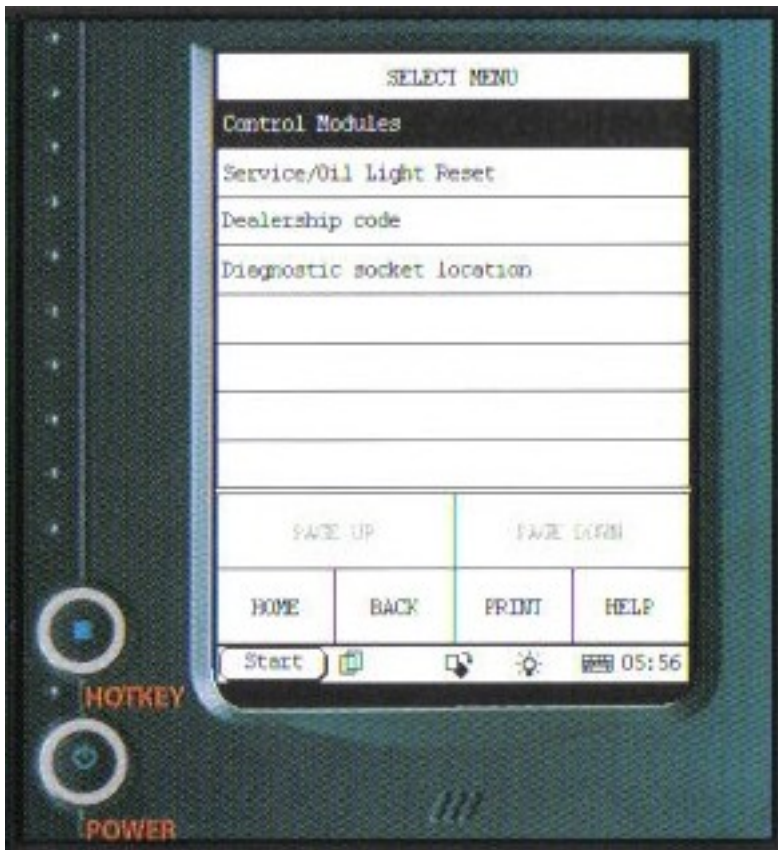 SELECT MENU
Control Modules
Service/Oil Light Reset
Dealership code
Diagnostic socket location
PAGE UP PAGE DOWN
HOME BACK PRINT HELP
Start 05:56
HOTKEY
POWER